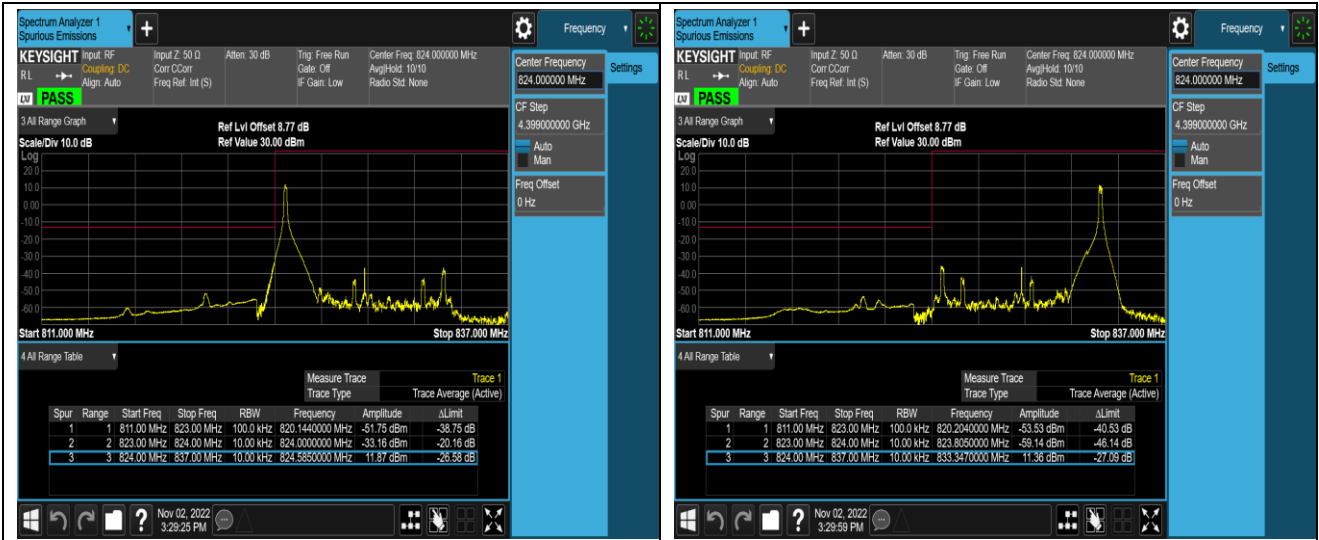 Spectrum Analyzer 1
Spurious Emissions
+
Frequency
KEYSIGHT Input: RF Input Z: 50 Ω Atten: 30 dB Trig: Free Run Center Freq: 824.000000 MHz
Coupling: DC Corr CCorr Gate: Off Avg|Hold: 10/10
RL Align: Auto Freq Ref: Int (S) IF Gain: Low Radio Std: None
LXI PASS
Center Frequency
824.000000 MHz
Settings
CF Step
4.399000000 GHz
Auto
Man
Freq Offset
0 Hz
3 All Range Graph
Ref Lvl Offset 8.77 dB
Scale/Div 10.0 dB Ref Value 30.00 dBm
Log
20.0
10.0
0.00
-10.0
-20.0
-30.0
-40.0
-50.0
-60.0
Start 811.000 MHz Stop 837.000 MHz
4 All Range Table
Measure Trace Trace 1
Trace Type Trace Average (Active)
Spur Range Start Freq Stop Freq RBW Frequency Amplitude ΔLimit
1 1 811.00 MHz 823.00 MHz 100.0 kHz 820.1440000 MHz -51.75 dBm -38.75 dB
2 2 823.00 MHz 824.00 MHz 10.00 kHz 824.0000000 MHz -33.16 dBm -20.16 dB
3 3 824.00 MHz 837.00 MHz 10.00 kHz 824.5850000 MHz 11.87 dBm -26.58 dB
?
Nov 02, 2022
3:29:25 PM
Spectrum Analyzer 1
Spurious Emissions
+
Frequency
KEYSIGHT Input: RF Input Z: 50 Ω Atten: 30 dB Trig: Free Run Center Freq: 824.000000 MHz
Coupling: DC Corr CCorr Gate: Off Avg|Hold: 10/10
RL Align: Auto Freq Ref: Int (S) IF Gain: Low Radio Std: None
LXI PASS
Center Frequency
824.000000 MHz
Settings
CF Step
4.399000000 GHz
Auto
Man
Freq Offset
0 Hz
3 All Range Graph
Ref Lvl Offset 8.77 dB
Scale/Div 10.0 dB Ref Value 30.00 dBm
Log
20.0
10.0
0.00
-10.0
-20.0
-30.0
-40.0
-50.0
-60.0
Start 811.000 MHz Stop 837.000 MHz
4 All Range Table
Measure Trace Trace 1
Trace Type Trace Average (Active)
Spur Range Start Freq Stop Freq RBW Frequency Amplitude ΔLimit
1 1 811.00 MHz 823.00 MHz 100.0 kHz 820.2040000 MHz -53.53 dBm -40.53 dB
2 2 823.00 MHz 824.00 MHz 10.00 kHz 823.8050000 MHz -59.14 dBm -46.14 dB
3 3 824.00 MHz 837.00 MHz 10.00 kHz 833.3470000 MHz 11.36 dBm -27.09 dB
?
Nov 02, 2022
3:29:59 PM